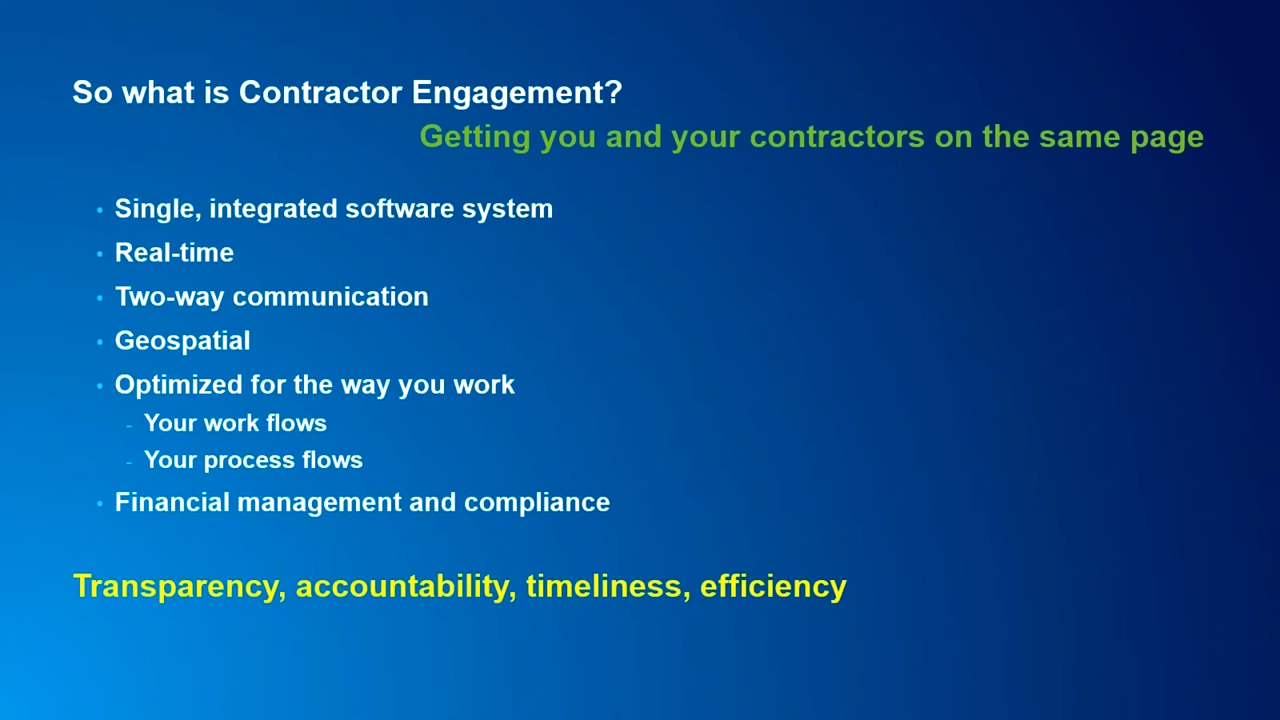 So what is Contractor Engagement?
Getting you and your contractors on the same page
• Single, integrated software system
• Real-time
• Two-way communication
• Geospatial
• Optimized for the way you work
- Your work flows
- Your process flows
• Financial management and compliance
Transparency, accountability, timeliness, efficiency